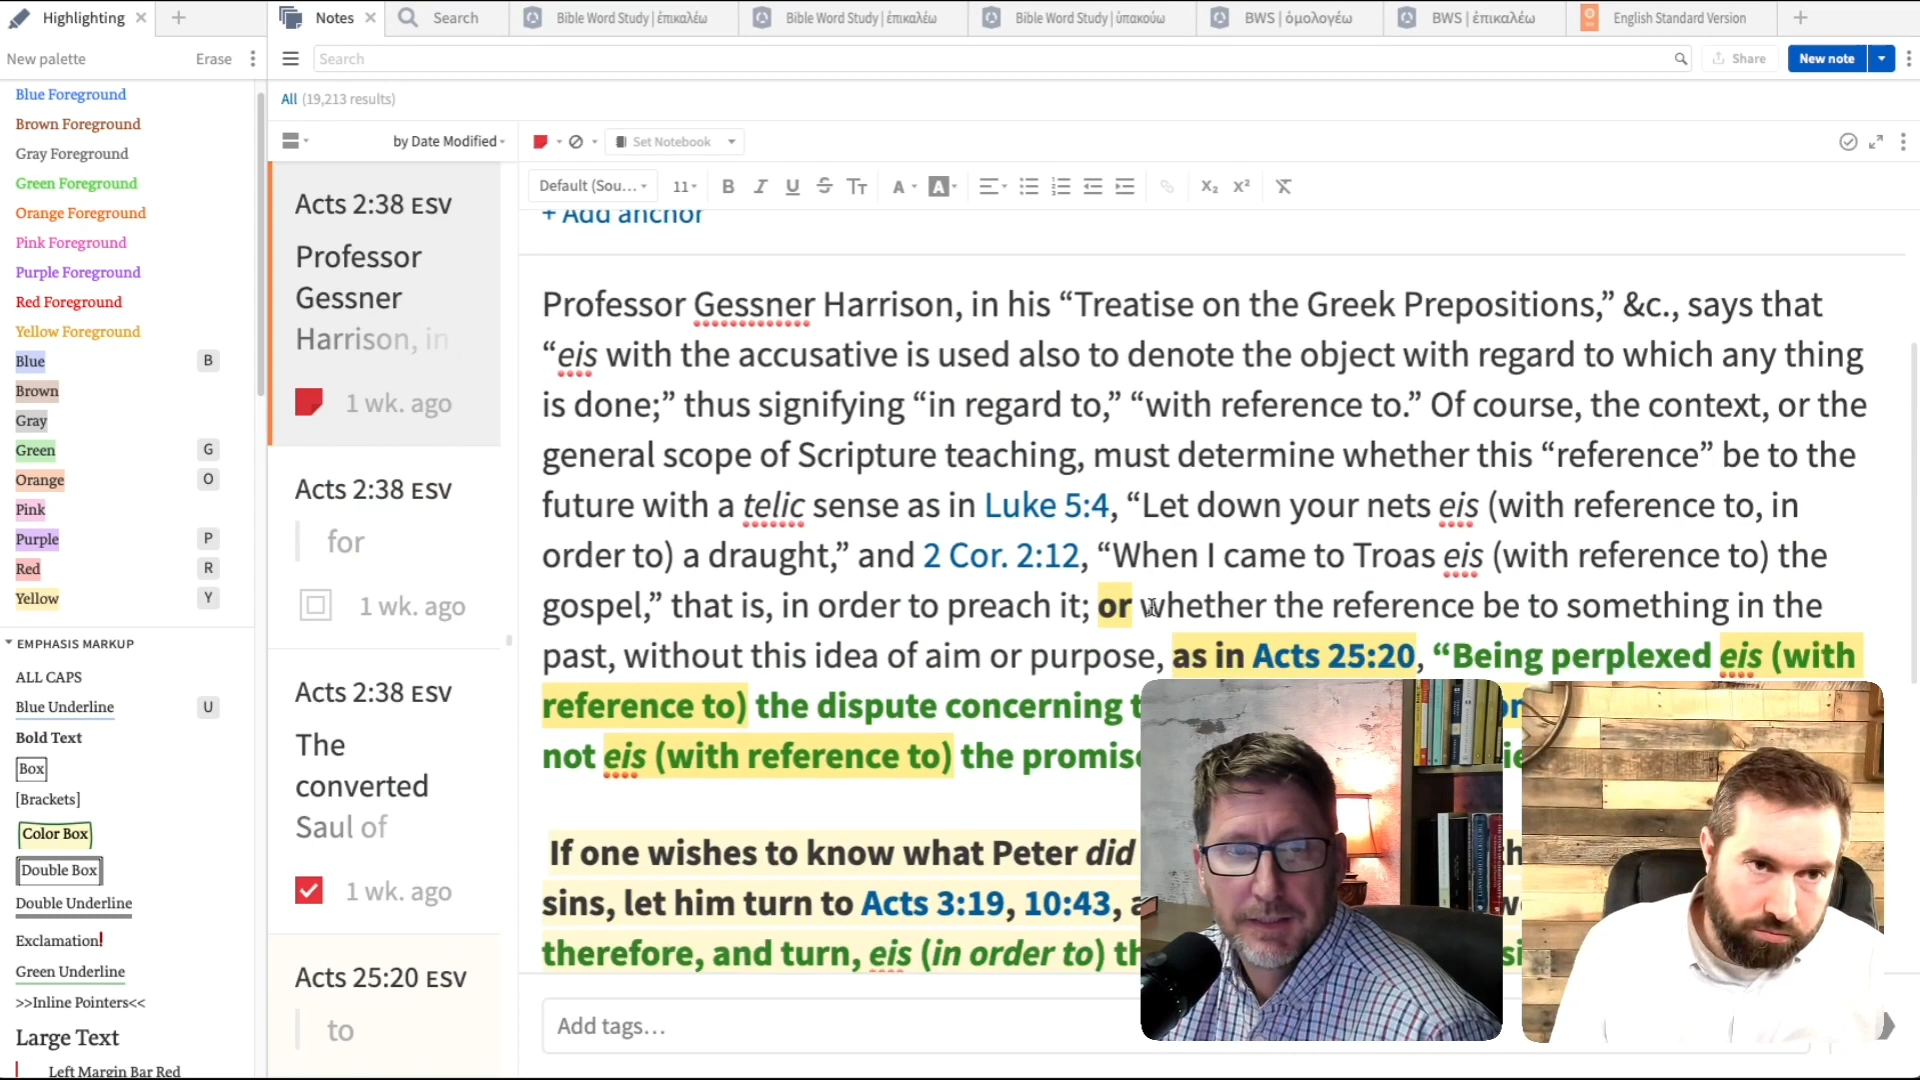 Highlighting
Notes
Search
Bible Word Study | ἐπικαλέω
Bible Word Study | ἐπικαλέω
Bible Word Study | ὑπακούω
BWS | ὁμολογέω
BWS | ἐπικαλέω
English Standard Version
New palette
Erase
Search
Share
New note
Blue Foreground
Brown Foreground
Gray Foreground
Green Foreground
Orange Foreground
Pink Foreground
Purple Foreground
Red Foreground
Yellow Foreground
Blue B
Brown
Gray
Green G
Orange O
Pink
Purple P
Red R
Yellow Y
EMPHASIS MARKUP
ALL CAPS
Blue Underline U
Bold Text
Box
[Brackets]
Color Box
Double Box
Double Underline
Exclamation!
Green Underline
>>Inline Pointers<<
Large Text
Left Margin Bar Red
All (19,213 results)
by Date Modified
Acts 2:38 ESV
Professor
Gessner
Harrison, in
1 wk. ago
Acts 2:38 ESV
for
1 wk. ago
Acts 2:38 ESV
The
converted
Saul of
1 wk. ago
Acts 25:20 ESV
to
Set Notebook
Default (Sou... 11 B I U S TT A A X₂ X²
+ Add anchor
Professor Gessner Harrison, in his “Treatise on the Greek Prepositions,” &c., says that
“eis with the accusative is used also to denote the object with regard to which any thing
is done;” thus signifying “in regard to,” “with reference to.” Of course, the context, or the
general scope of Scripture teaching, must determine whether this “reference” be to the
future with a telic sense as in Luke 5:4, “Let down your nets eis (with reference to, in
order to) a draught,” and 2 Cor. 2:12, “When I came to Troas eis (with reference to) the
gospel,” that is, in order to preach it; or whether the reference be to something in the
past, without this idea of aim or purpose, as in Acts 25:20, “Being perplexed eis (with
reference to) the dispute concerning
not eis (with reference to) the promise
If one wishes to know what Peter did
sins, let him turn to Acts 3:19, 10:43,
therefore, and turn, eis (in order to)
Add tags...